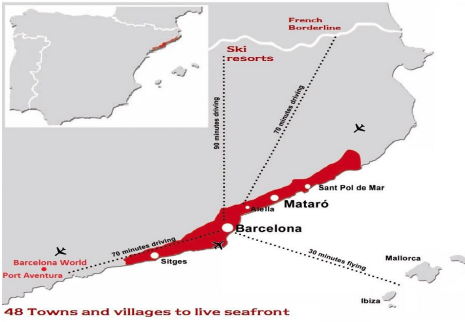 French
Borderline
Ski
resorts
90 minutes driving
70 minutes driving
Sant Pol de Mar
Alella
Mataró
Barcelona
70 minutes driving
30 minutes flying
Barcelona World
Port Aventura
Sitges
Mallorca
Ibiza
48 Towns and villages to live seafront